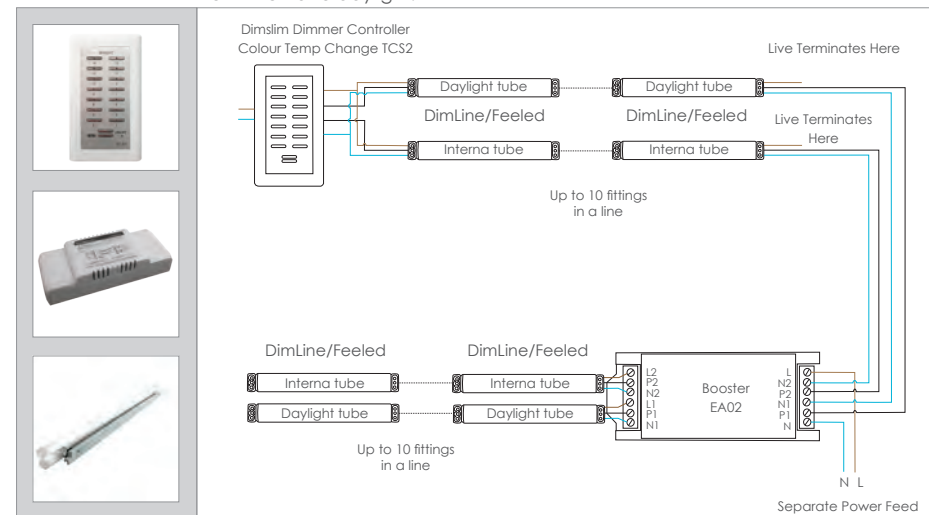 Dimslim Dimmer Controller
Colour Temp Change TCS2
Live Terminates Here
Daylight tube
Daylight tube
DimLine/Feeled
DimLine/Feeled
Live Terminates
Here
Interna tube
Interna tube
Up to 10 fittings
in a line
DimLine/Feeled
DimLine/Feeled
Interna tube
Interna tube
Daylight tube
Daylight tube
Up to 10 fittings
in a line
L2
P2
N2
L1
P1
N1
Booster
EA02
L
N2
P2
N1
P1
N
N L
Separate Power Feed